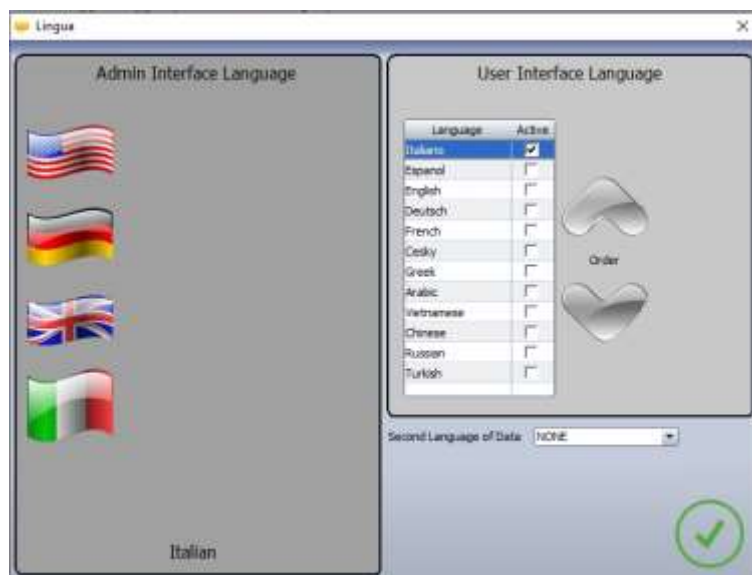 Lingua
Admin Interface Language
Italian
User Interface Language
Language Active
Italiano
Espanol
English
Deutsch
French
Cesky
Greek
Arabic
Vietnamese
Chinese
Russian
Turkish
Order
Second Language of Data NONE